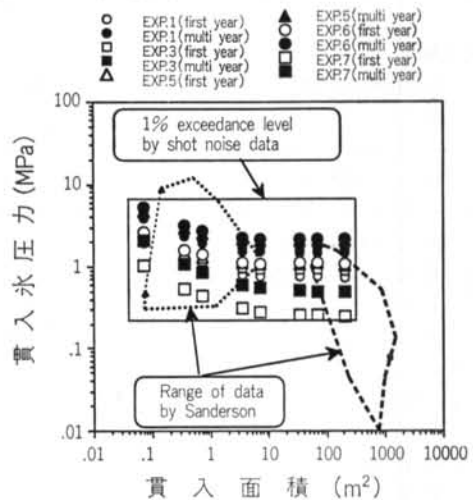 EXP.1(first year)
EXP.1(multi year)
EXP.3(first year)
EXP.3(multi year)
EXP.5(first year)
EXP.5(multi year)
EXP.6(first year)
EXP.6(multi year)
EXP.7(first year)
EXP.7(multi year)
100
10
1
.1
.01
貫入氷圧力(MPa)
1% exceedance level
by shot noise data
Range of data
by Sanderson
.01
0.1
1
10
100
1000
10000
貫入面積 (m²)